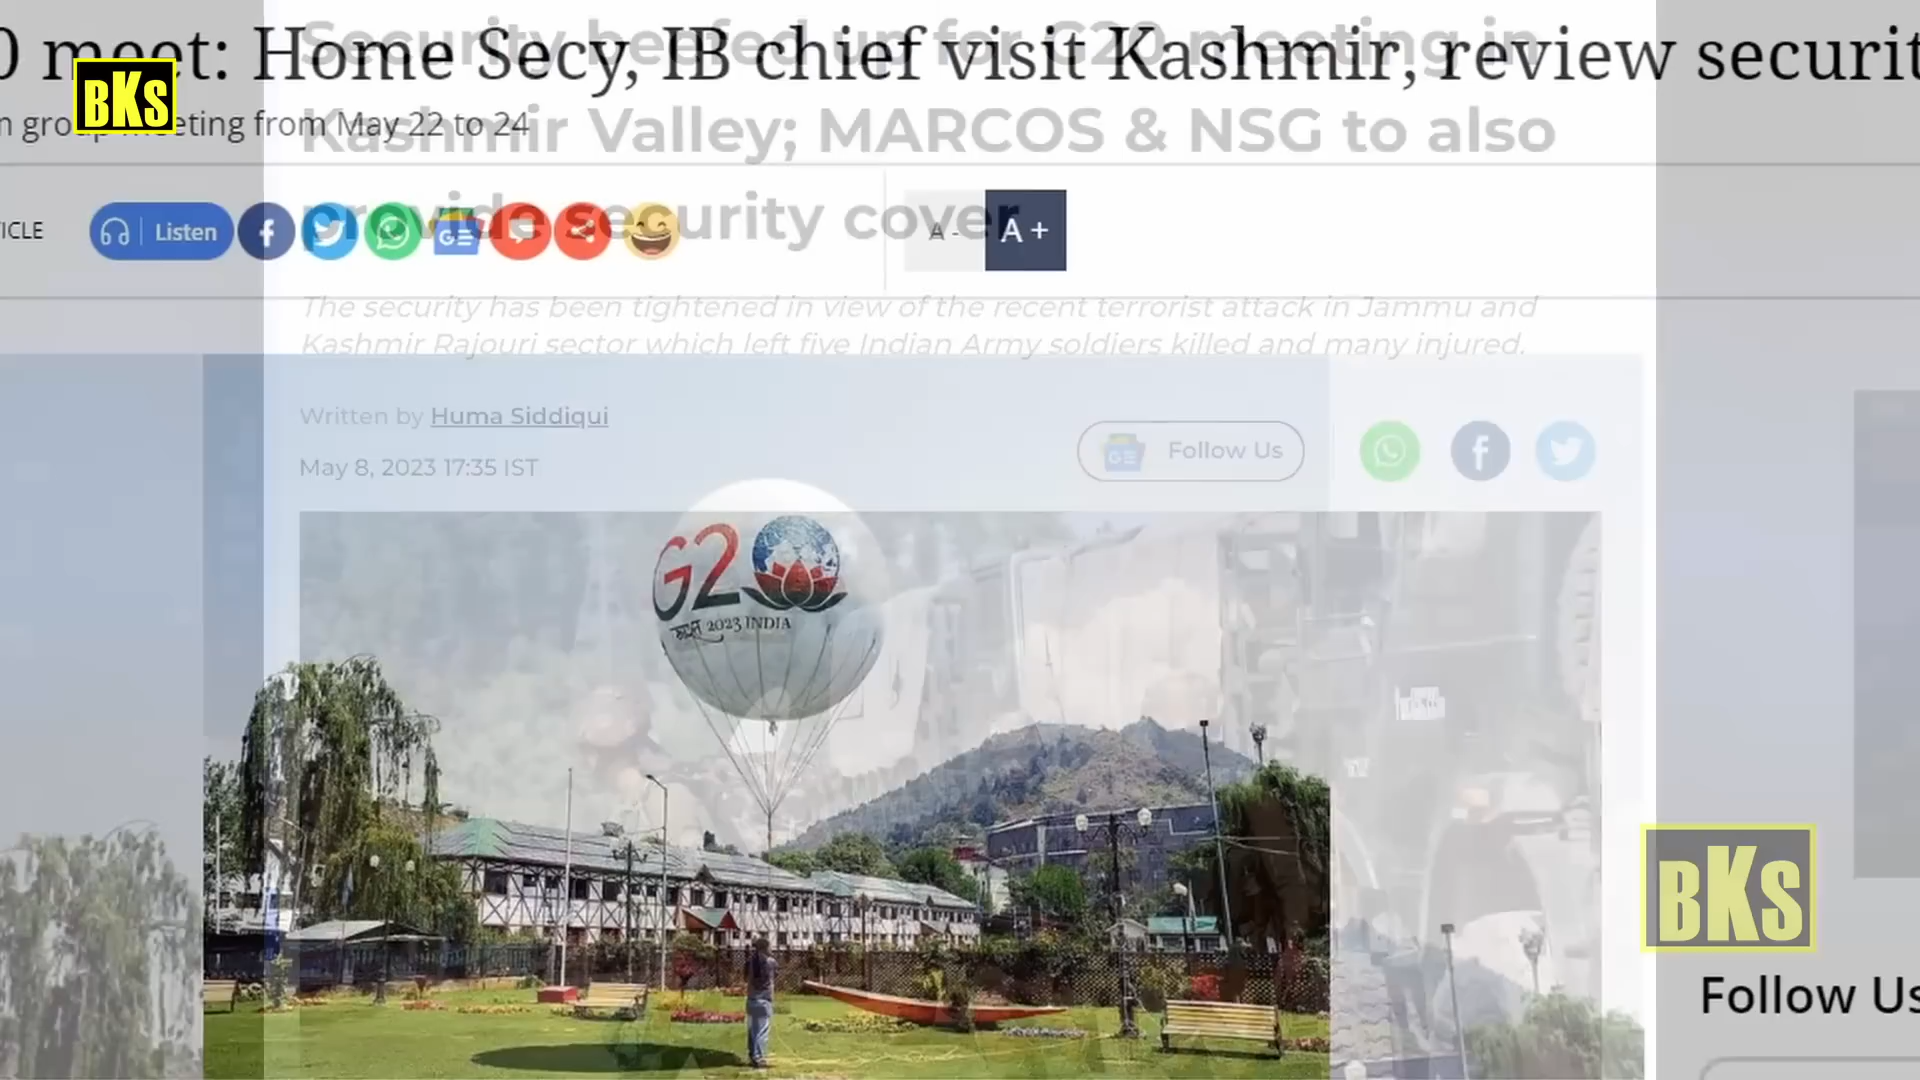 0 meet: Home Secy, IB chief visit Kashmir, review securit
Security beefed up for G20 meeting in
BKS
n group meeting from May 22 to 24
Kashmir Valley; MARCOS & NSG to also
provide security cover
ICLE
Listen
GE
A -
A +
The security has been tightened in view of the recent terrorist attack in Jammu and
Kashmir Rajouri sector which left five Indian Army soldiers killed and many injured.
Written by Huma Siddiqui
May 8, 2023 17:35 IST
GE Follow Us
G20
2023 INDIA
BKS
Follow Us